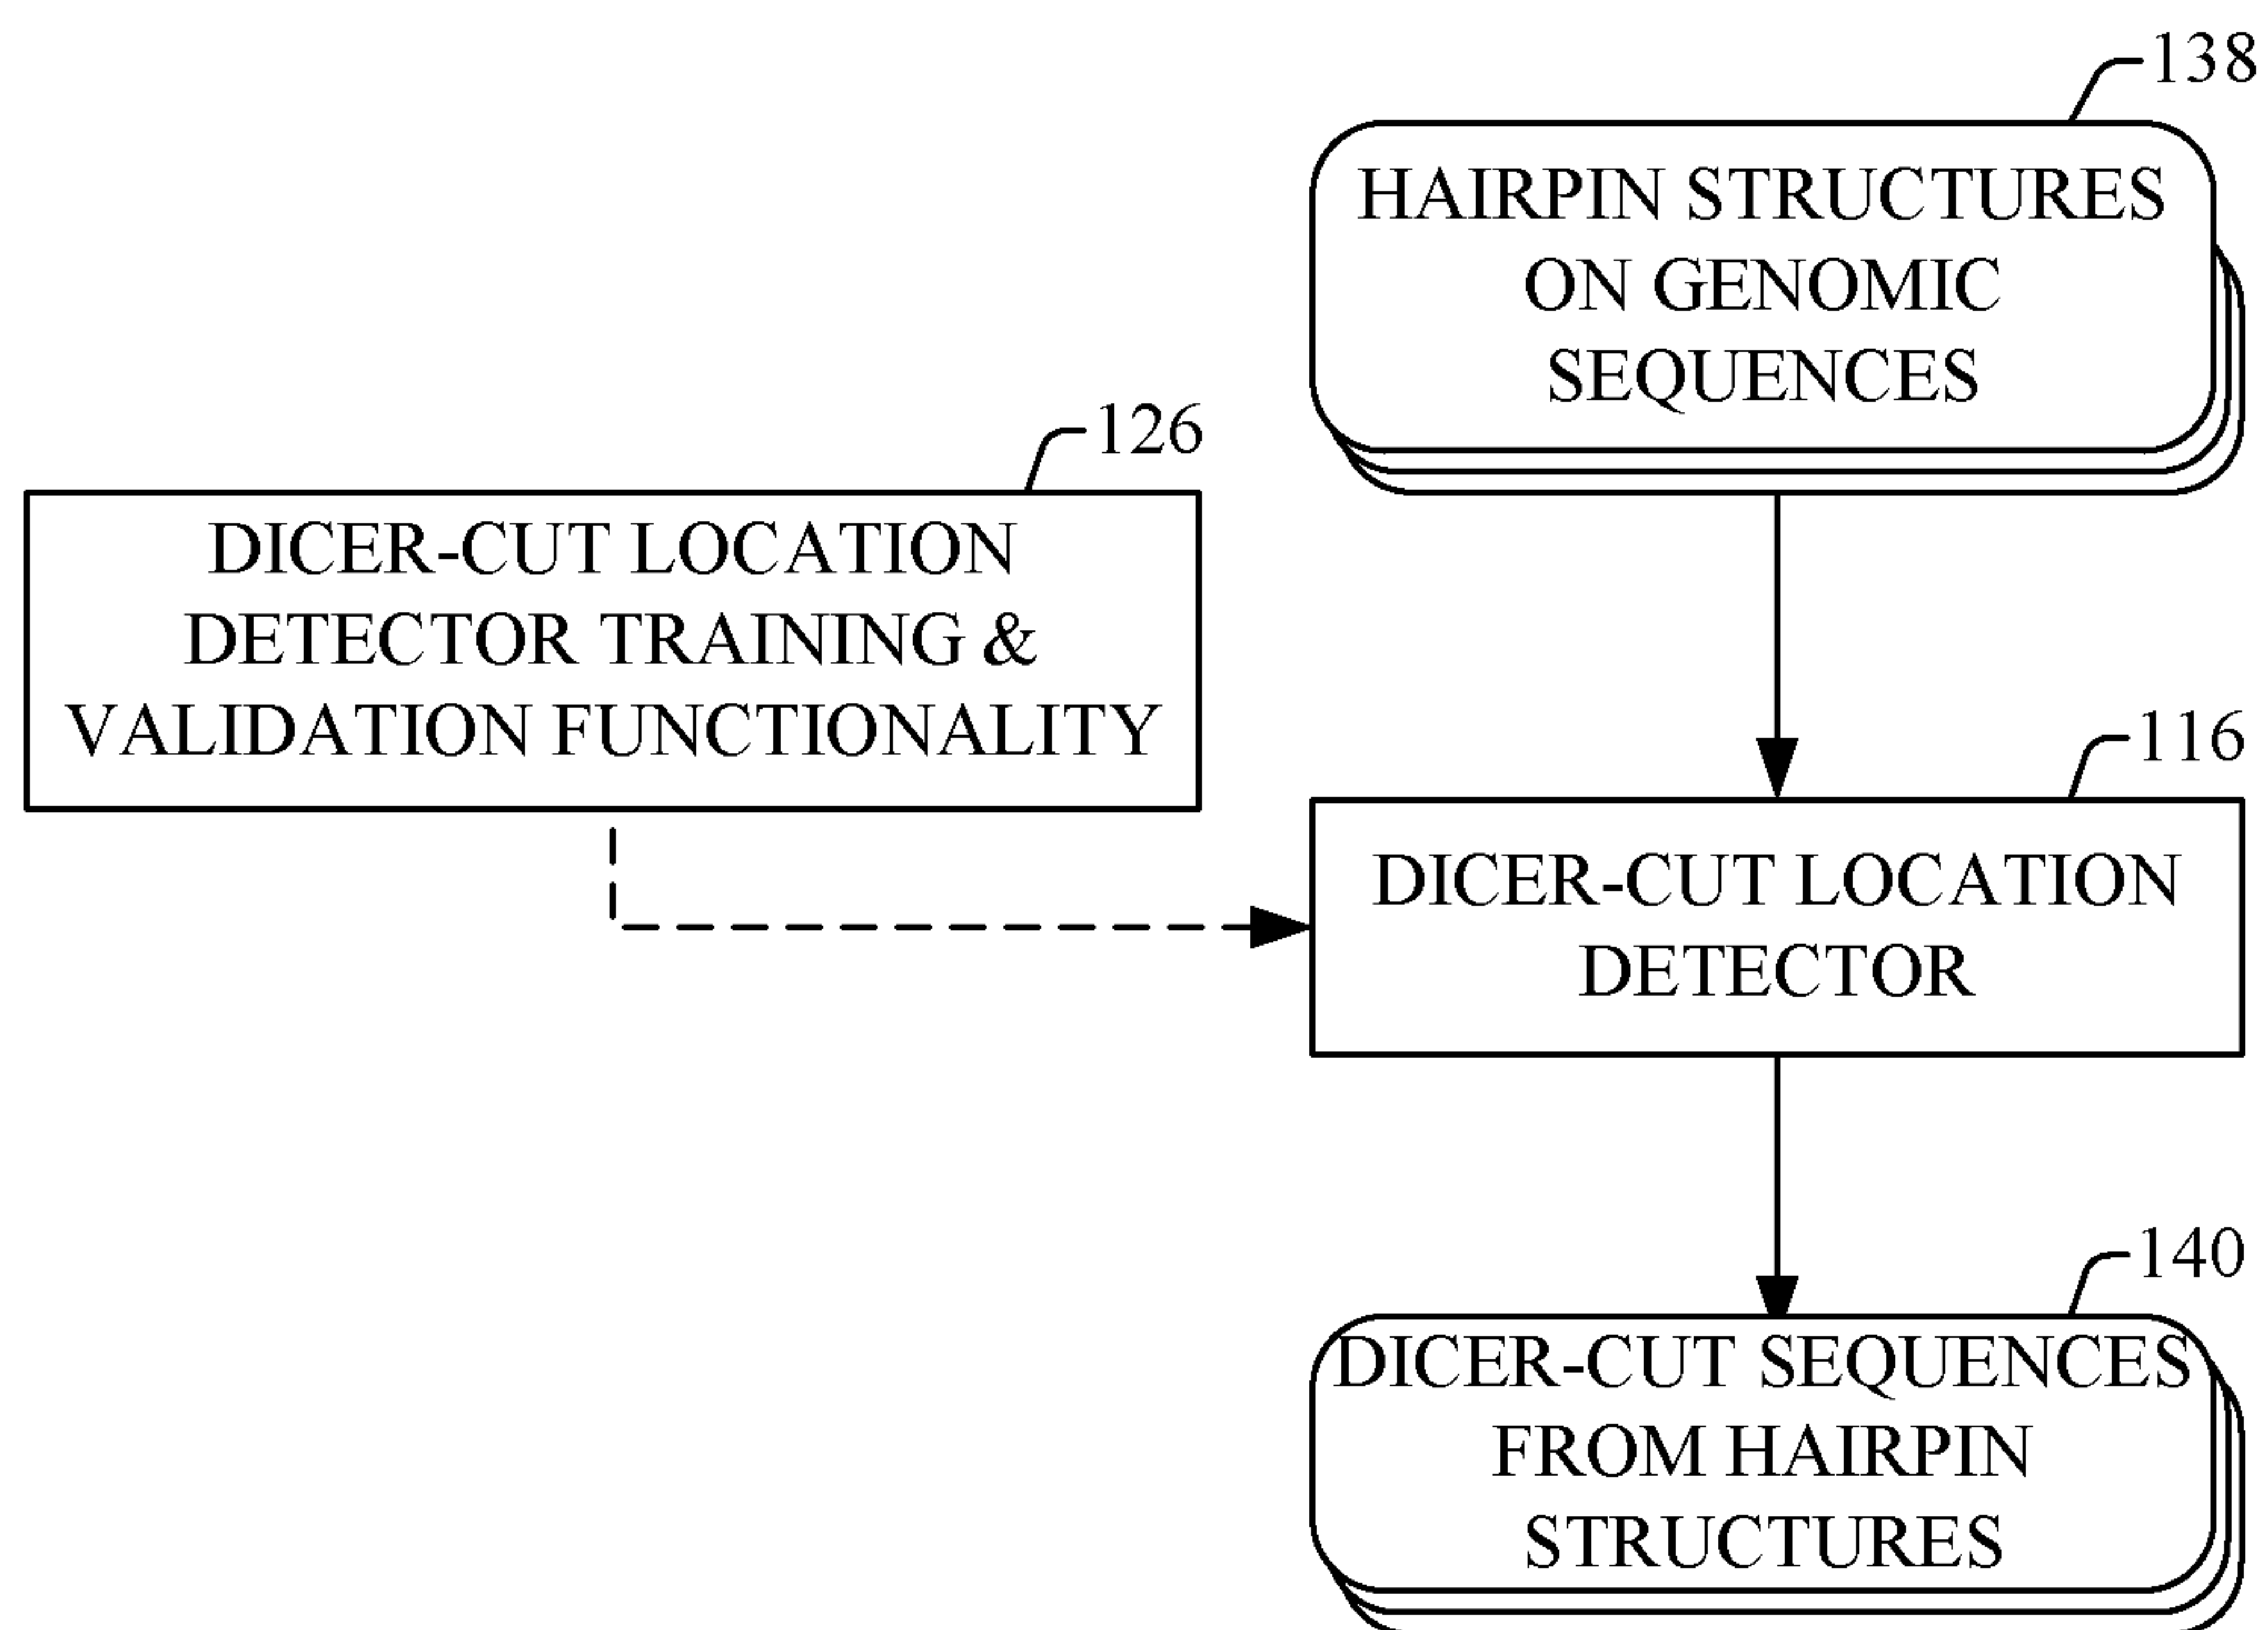 138
HAIRPIN STRUCTURES
ON GENOMIC
SEQUENCES
126
DICER-CUT LOCATION
DETECTOR TRAINING &
VALIDATION FUNCTIONALITY
116
DICER-CUT LOCATION
DETECTOR
140
DICER-CUT SEQUENCES
FROM HAIRPIN
STRUCTURES